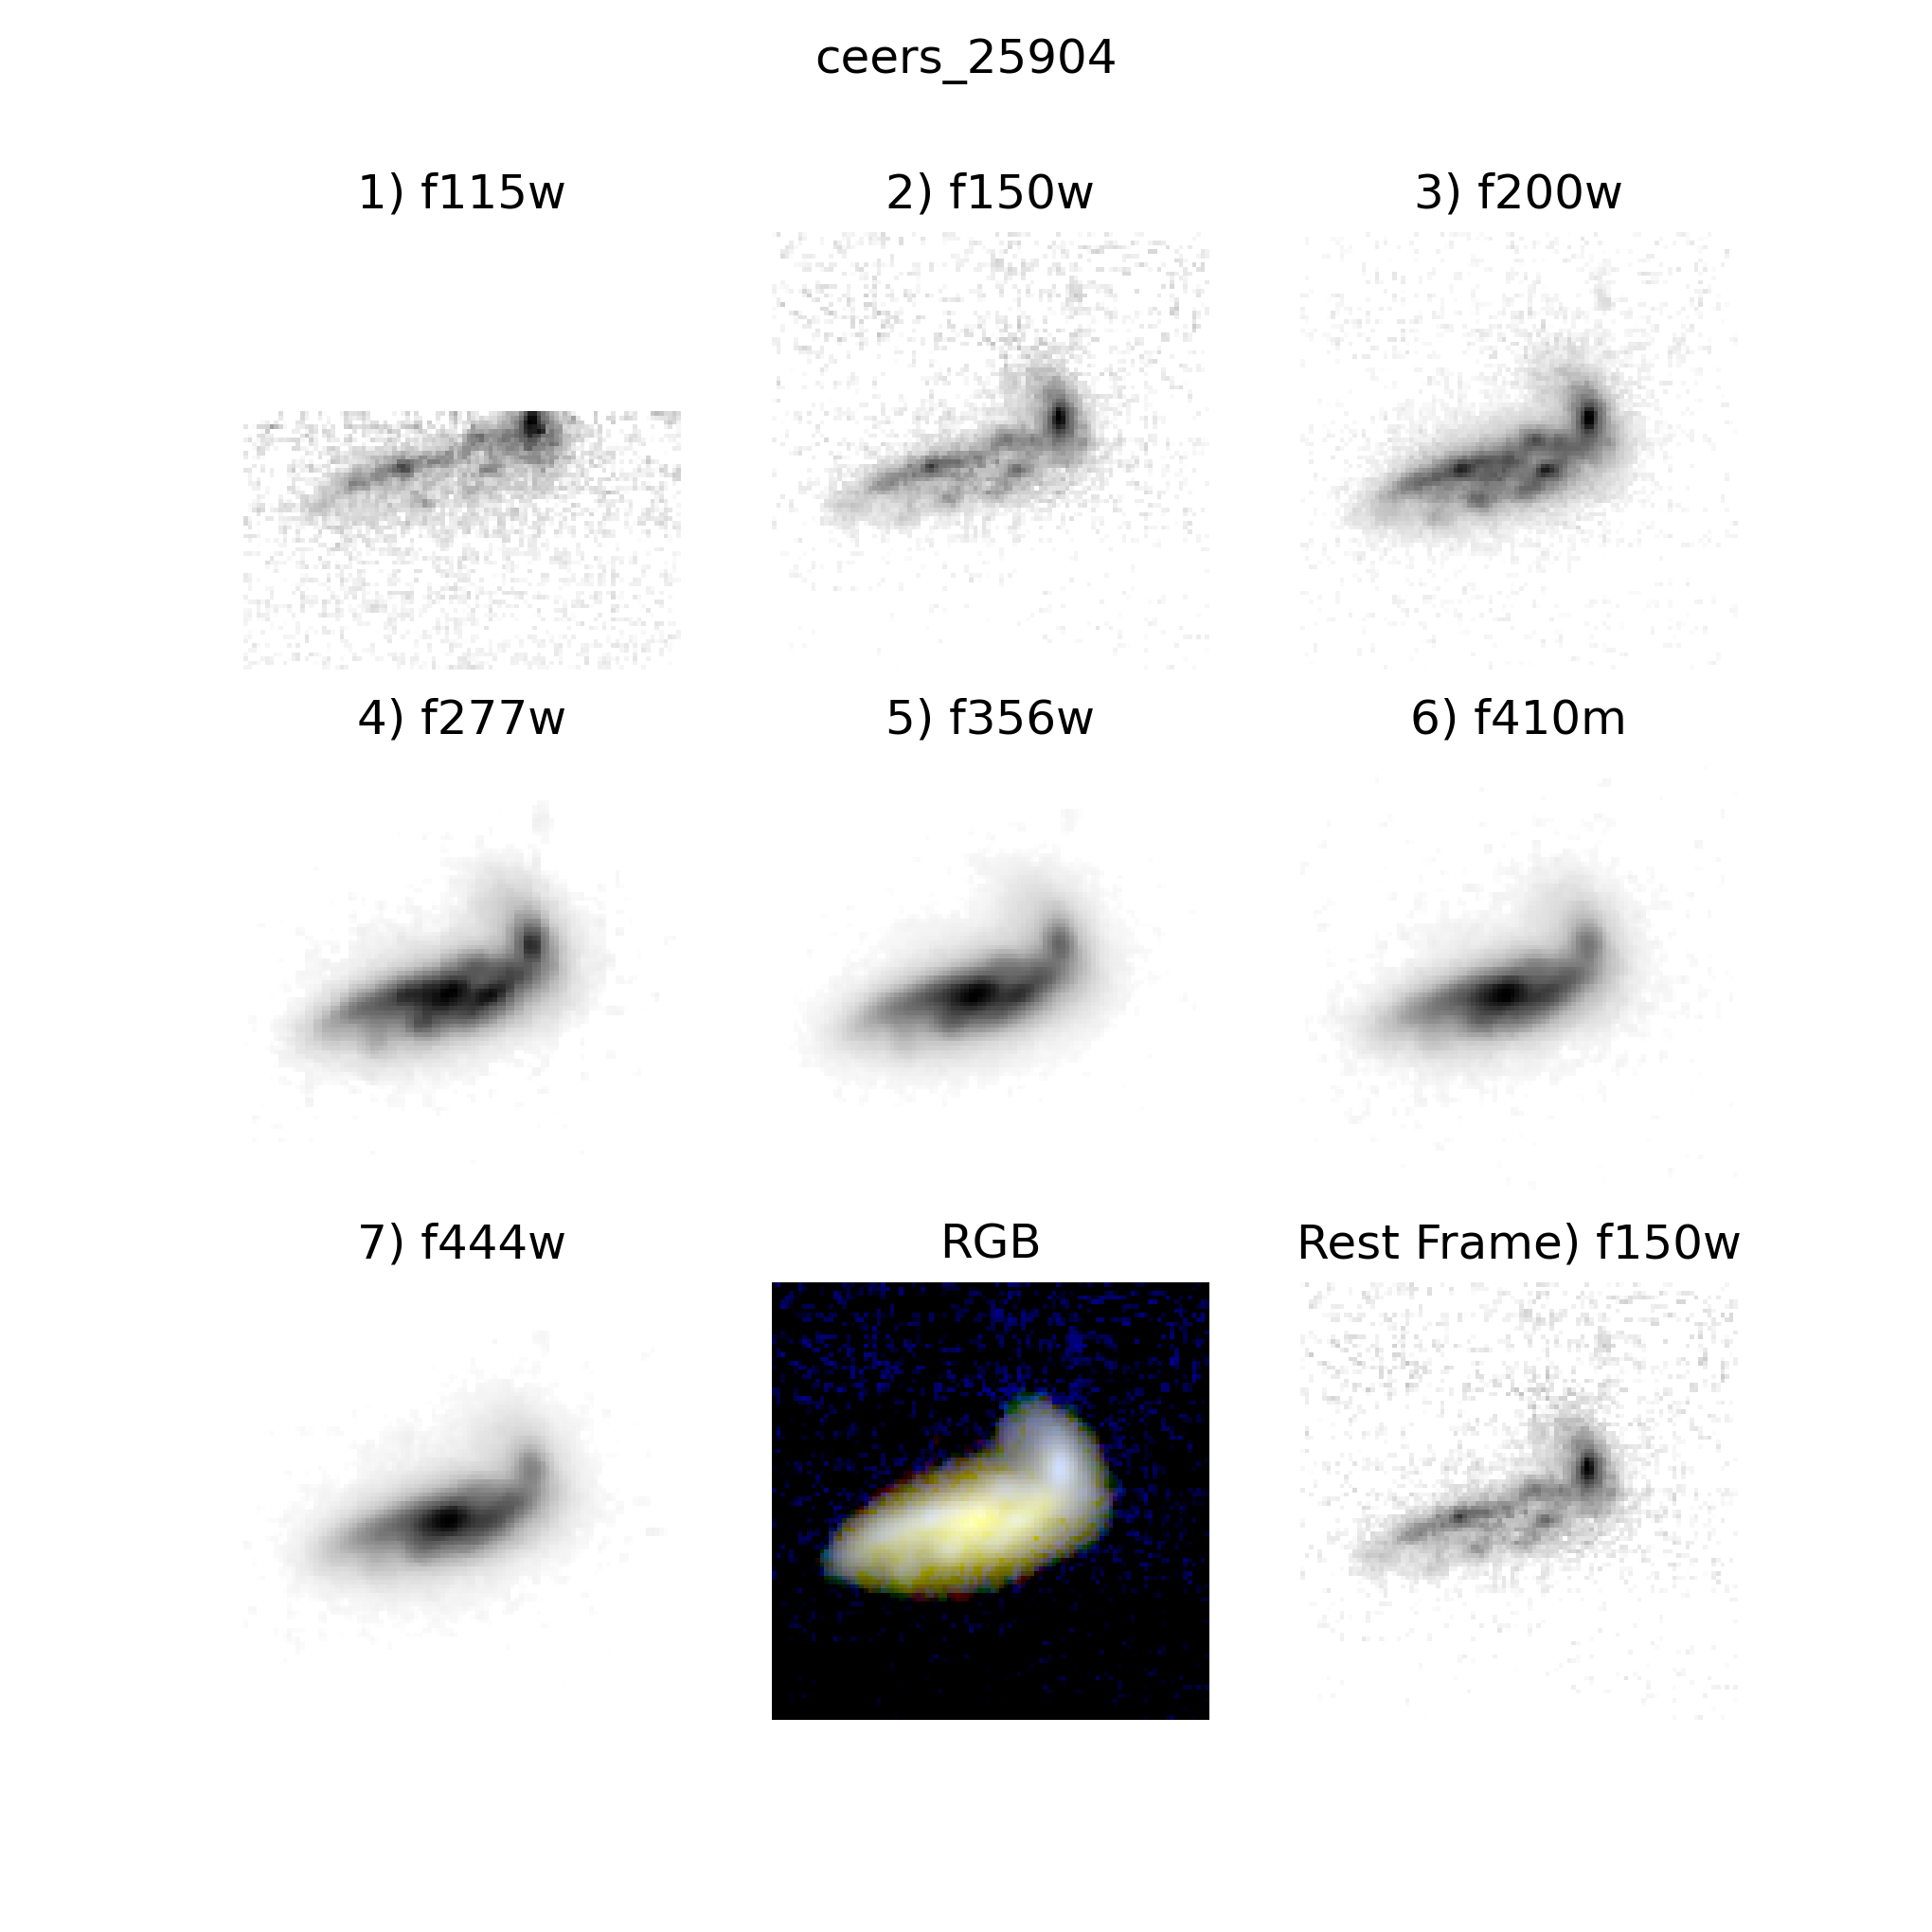 ceers_25904
1) f115w
2) f150w
3) f200w
4) f277w
5) f356w
6) f410m
7) f444w
RGB
Rest Frame) f150w